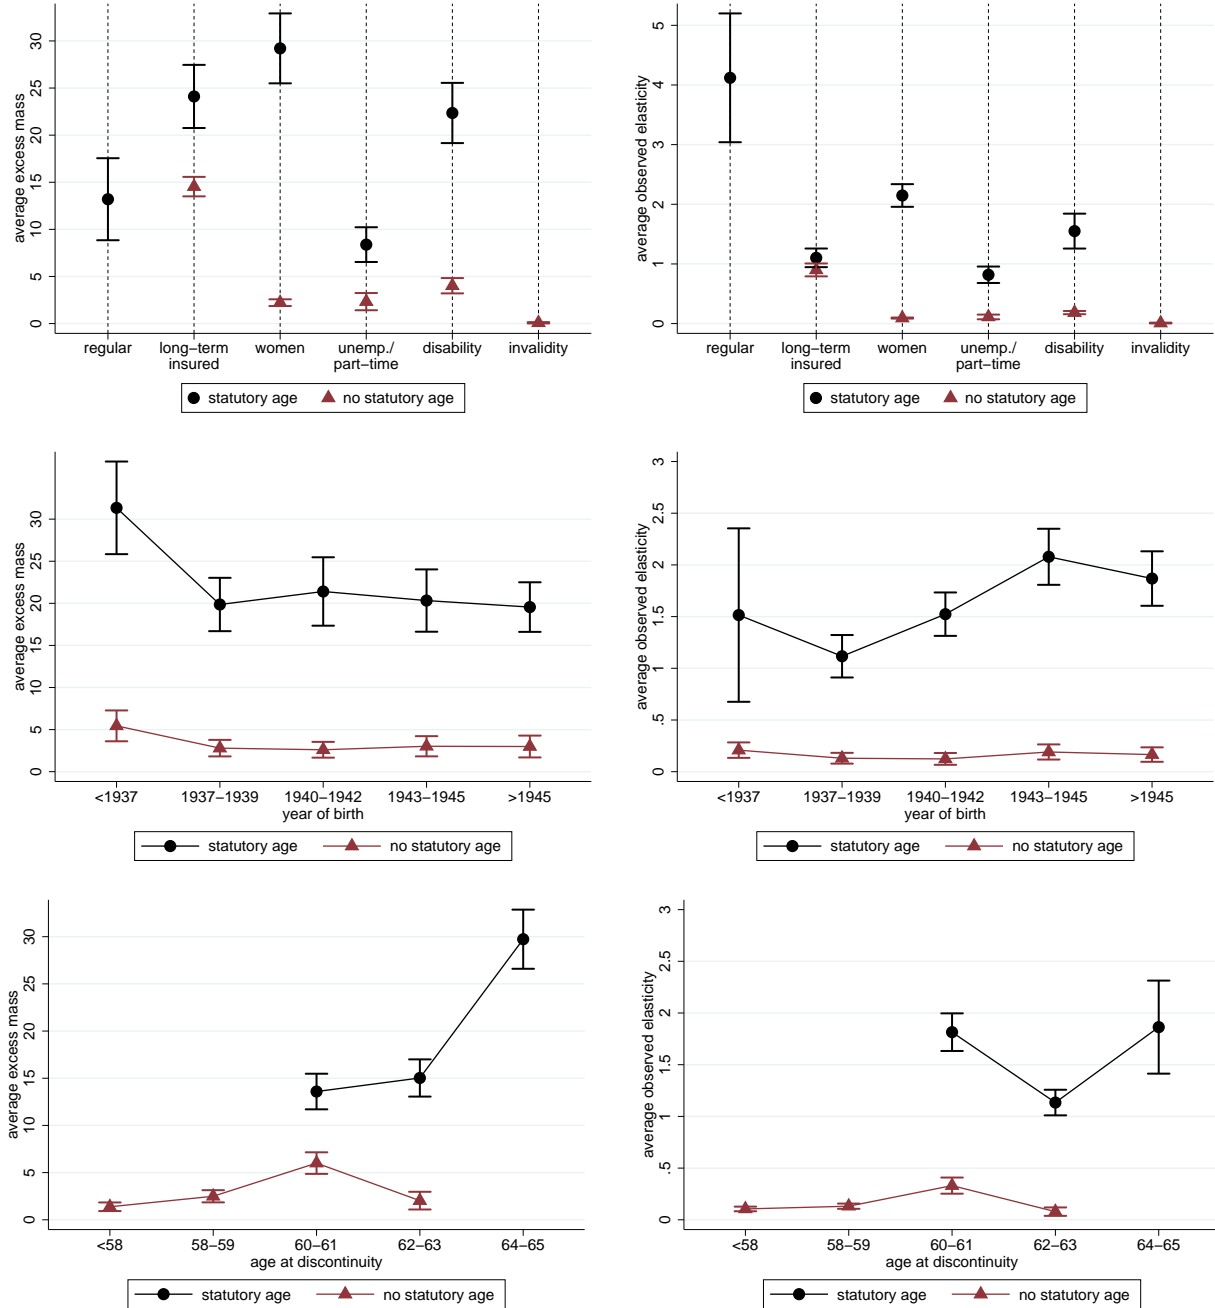 average excess mass
30
25
20
15
10
5
0
regular
long−term
insured
women
unemp./
part−time
disability
invalidity
statutory age
no statutory age
average observed elasticity
5
4
3
2
1
0
regular
long−term
insured
women
unemp./
part−time
disability
invalidity
statutory age
no statutory age
average excess mass
30
25
20
15
10
5
0
<1937
1937−1939
1940−1942
1943−1945
>1945
year of birth
statutory age
no statutory age
average observed elasticity
3
2.5
2
1.5
1
.5
0
<1937
1937−1939
1940−1942
1943−1945
>1945
year of birth
statutory age
no statutory age
average excess mass
30
25
20
15
10
5
0
<58
58−59
60−61
62−63
64−65
age at discontinuity
statutory age
no statutory age
average observed elasticity
3
2.5
2
1.5
1
.5
0
<58
58−59
60−61
62−63
64−65
age at discontinuity
statutory age
no statutory age